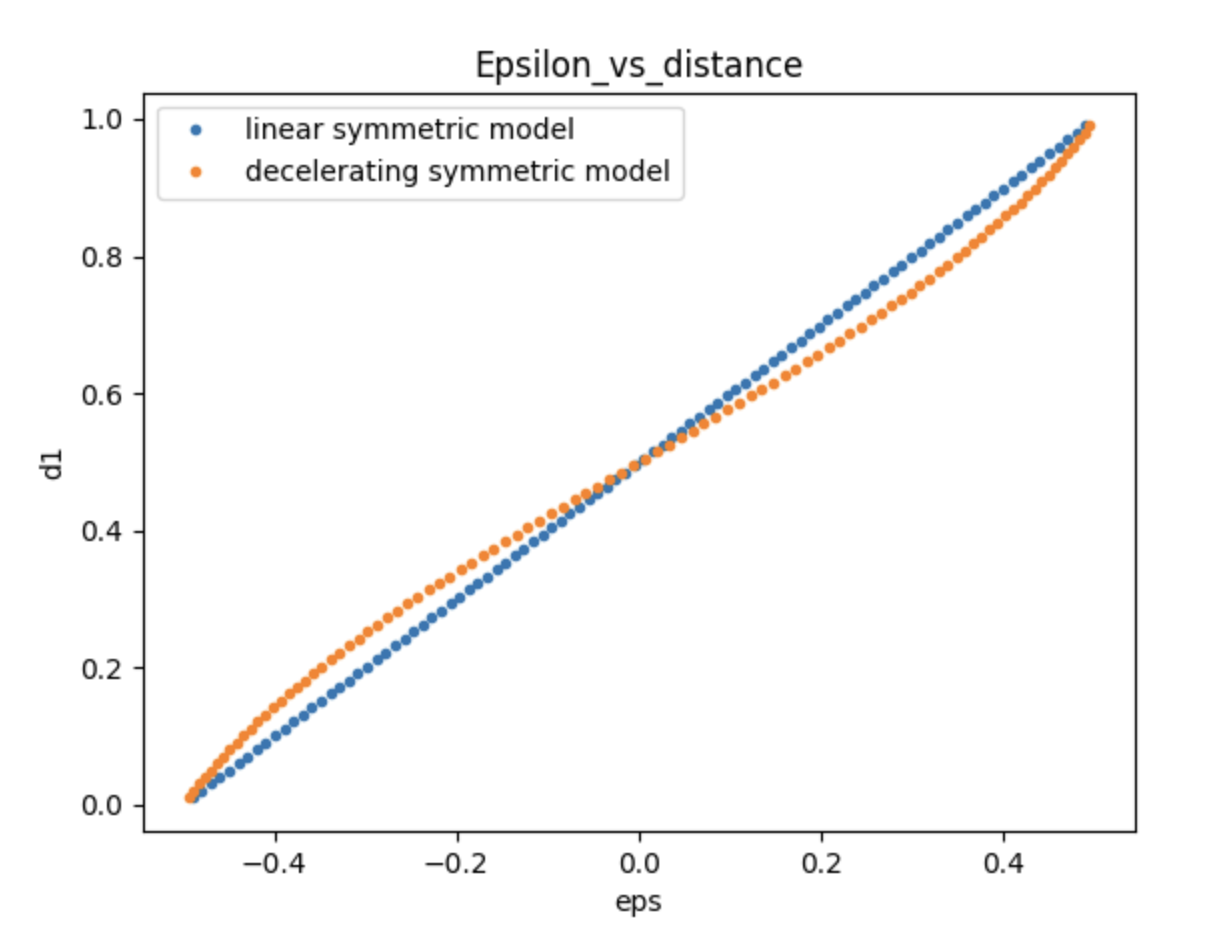 Epsilon_vs_distance
linear symmetric model
decelerating symmetric model
1.0
0.8
0.6
0.4
0.2
0.0
d1
−0.4 −0.2 0.0 0.2 0.4
eps